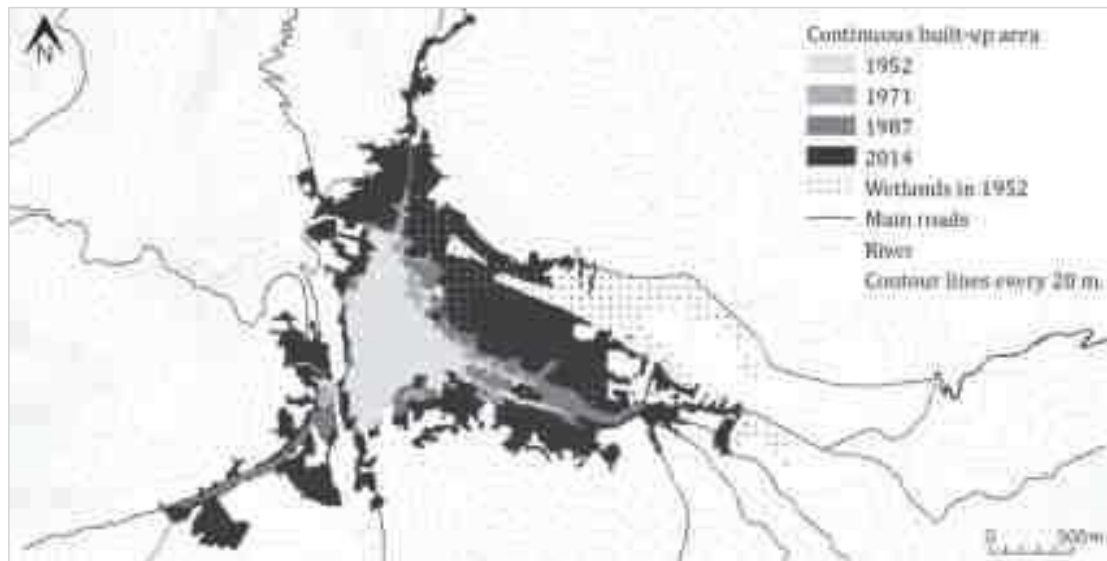 N
Continuous built-up area
1952
1971
1987
2014
Wetlands in 1952
Main roads
River
Contour lines every 20 m.
0 500m